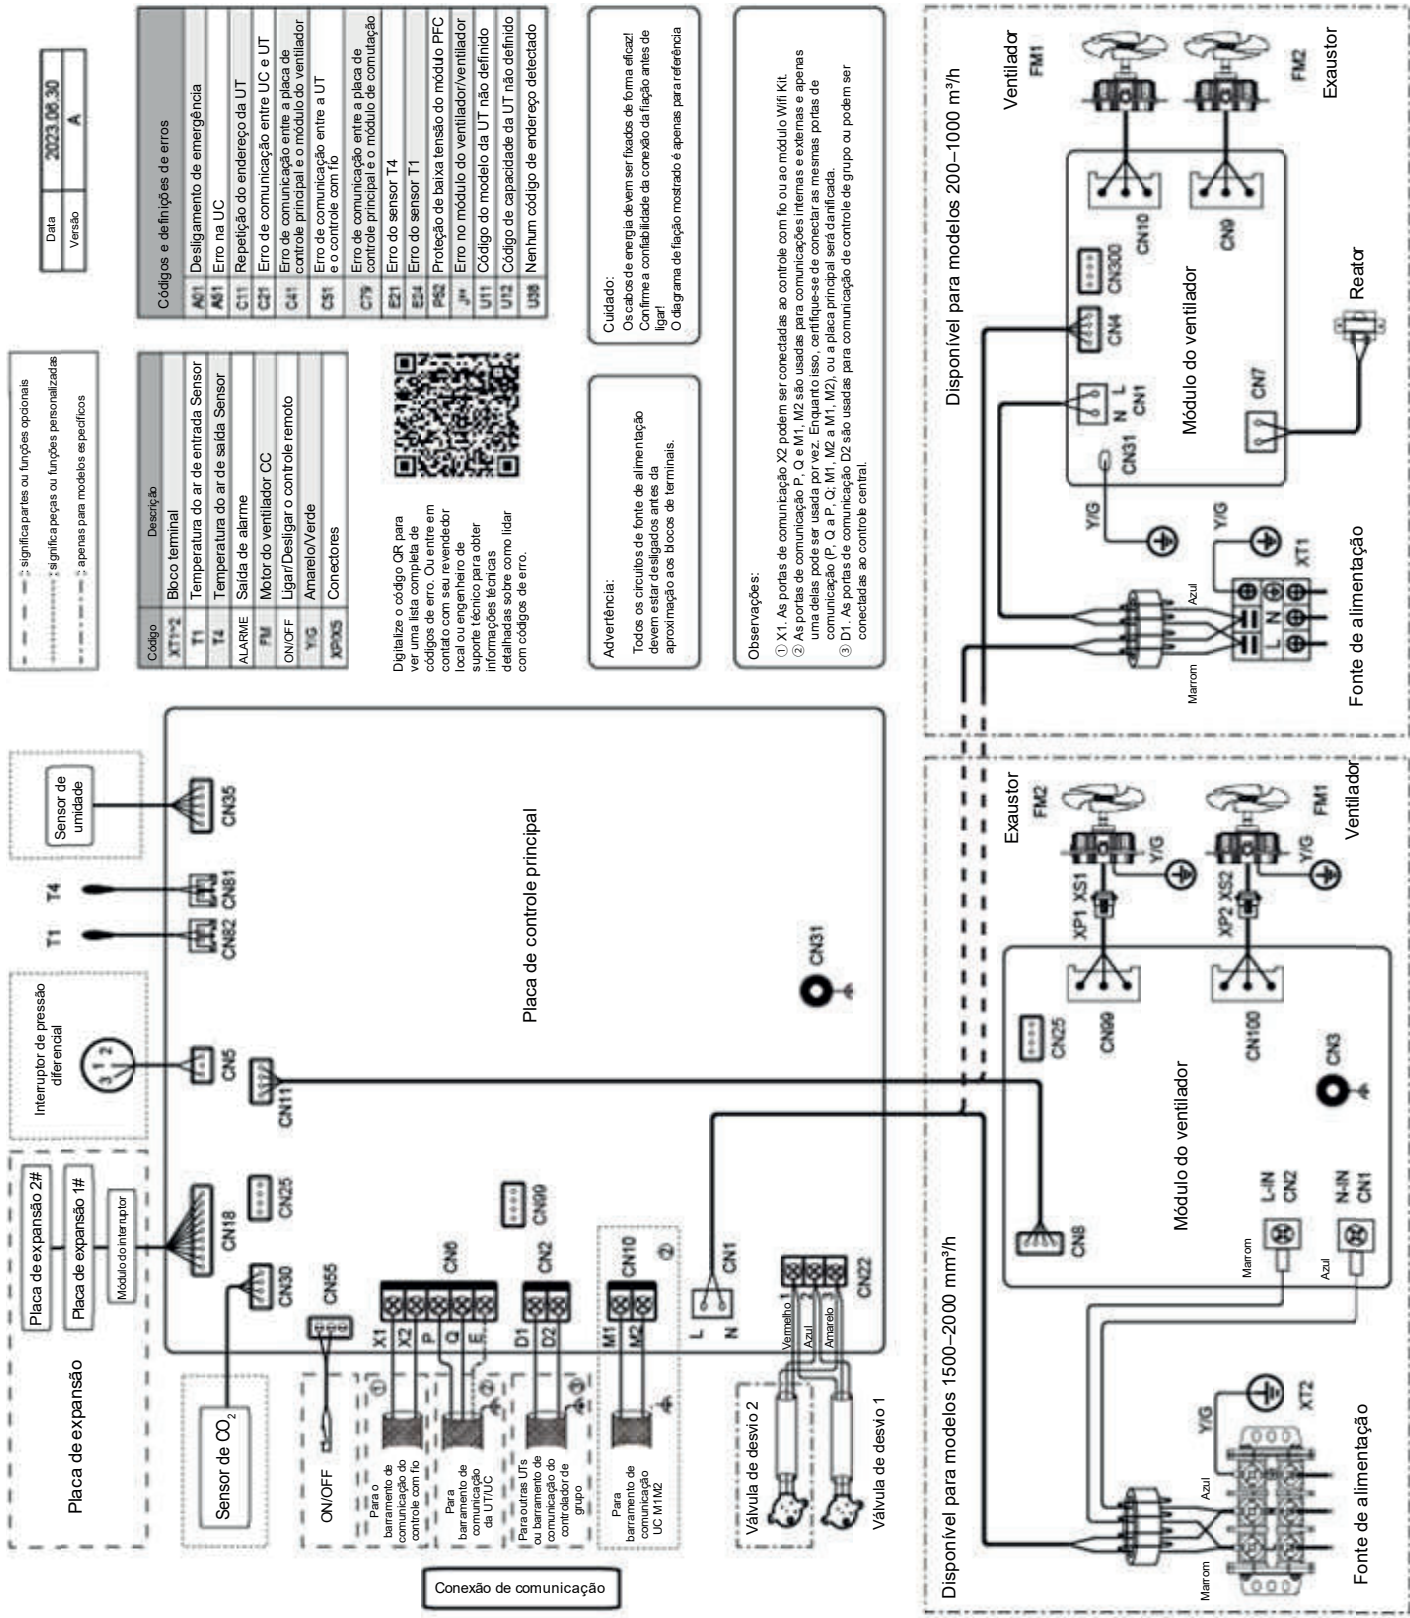 Placa de expansão
Placa de expansão 2#
Placa de expansão 1#
Módulo do interruptor
Interruptor de pressão
diferencial
3 1 2
T1
T4
Sensor de
umidade
CN18
CN25
CN5
CN11
CN82
CN81
CN35
Sensor de CO₂
CN30
ON/OFF
CN55
Conexão de comunicação
Para o
barramento de
comunicação do
controle com fio
①
X1
X2
P
Q
E
CN6
Para
barramento de
comunicação
da UT/UC
②
Para outras UTs
ou barramento de
comunicação do
controlador de
grupo
③
D1
D2
CN2
CN99
Para
barramento de
comunicação
UC M1M2
M1
M2
CN10
②
L
N
CN1
Válvula de desvio 2
Válvula de desvio 1
Vermelho 1
Azul 2
Amarelo 3
CN22
Placa de controle principal
CN31
-·-·- : significa partes ou funções opcionais
········ : significa peças ou funções personalizadas
-··-··- : apenas para modelos específicos
Data 2023.06.30
Versão A
Código Descrição
XT1~2 Bloco terminal
T1 Temperatura do ar de entrada Sensor
T4 Temperatura do ar de saída Sensor
ALARME Saída de alarme
FM Motor do ventilador CC
ON/OFF Ligar/Desligar o controle remoto
Y/G Amarelo/Verde
XP/XS Conectores
Códigos e definições de erros
A01 Desligamento de emergência
A51 Erro na UC
C11 Repetição do endereço da UT
C21 Erro de comunicação entre UC e UT
C41 Erro de comunicação entre a placa de
controle principal e o módulo do ventilador
C51 Erro de comunicação entre a UT
e o controle com fio
C79 Erro de comunicação entre a placa de
controle principal e o módulo de comutação
E21 Erro do sensor T4
E24 Erro do sensor T1
P52 Proteção de baixa tensão do módulo PFC
J** Erro no módulo do ventilador/ventilador
U11 Código do modelo da UT não definido
U12 Código de capacidade da UT não definido
U38 Nenhum código de endereço detectado
Digitalize o código QR para
ver uma lista completa de
códigos de erro. Ou entre em
contato com seu revendedor
local ou engenheiro de
suporte técnico para obter
informações técnicas
detalhadas sobre como lidar
com códigos de erro.
Advertência:
Todos os circuitos de fonte de alimentação
devem estar desligados antes da
aproximação aos blocos de terminais.
Cuidado:
Os cabos de energia devem ser fixados de forma eficaz!
Confirme a confiabilidade da conexão da fiação antes de
ligar!
O diagrama de fiação mostrado é apenas para referência
Observações:
① X1. As portas de comunicação X2 podem ser conectadas ao controle com fio ou ao módulo Wifi Kit.
② As portas de comunicação P, Q e M1, M2 são usadas para comunicações internas e externas e apenas
uma delas pode ser usada por vez. Enquanto isso, certifique-se de conectar as mesmas portas de
comunicação (P, Q a P, Q; M1, M2 a M1, M2), ou a placa principal será danificada.
③ D1. As portas de comunicação D2 são usadas para comunicação de controle de grupo ou podem ser
conectadas ao controle central.
Disponível para modelos 1500–2000 mm³/h
Fonte de alimentação
Marrom
Azul
Y/G
XT2
CN8
Marrom
L-IN
CN2
Azul
N-IN
CN1
Módulo do ventilador
CN3
CN25
CN99
CN100
XP1 XS1
XP2 XS2
Y/G
Y/G
Exaustor
FM2
FM1
Ventilador
Disponível para modelos 200–1000 m³/h
Fonte de alimentação
Marrom
Azul
L N
XT1
Y/G
Y/G
CN31
N L
CN1
CN4
CN300
Módulo do ventilador
CN7
Reator
CN10
CN9
Ventilador
FM1
FM2
Exaustor